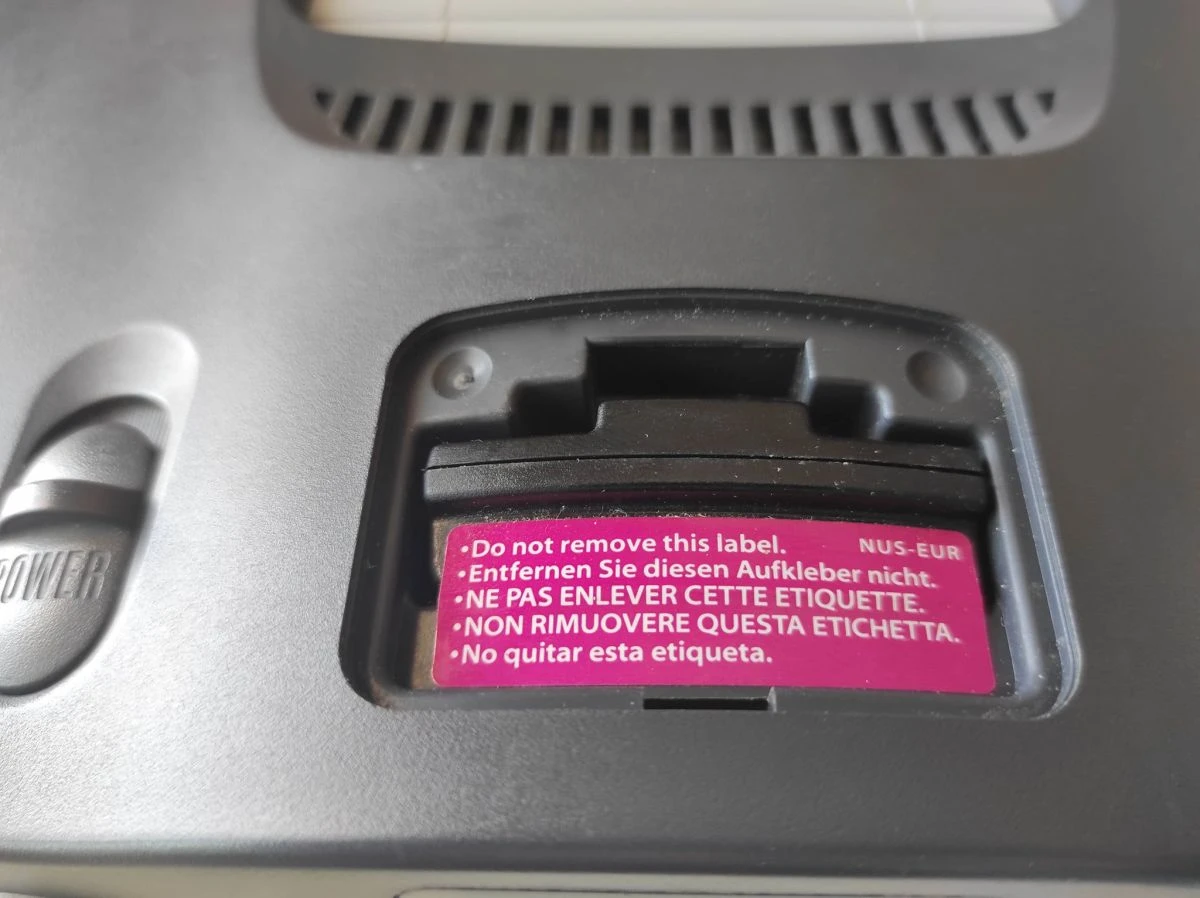 •Do not remove this label. NUS-EUR
•Entfernen Sie diesen Aufkleber nicht.
•NE PAS ENLEVER CETTE ETIQUETTE.
•NON RIMUOVERE QUESTA ETICHETTA.
•No quitar esta etiqueta.
POWER